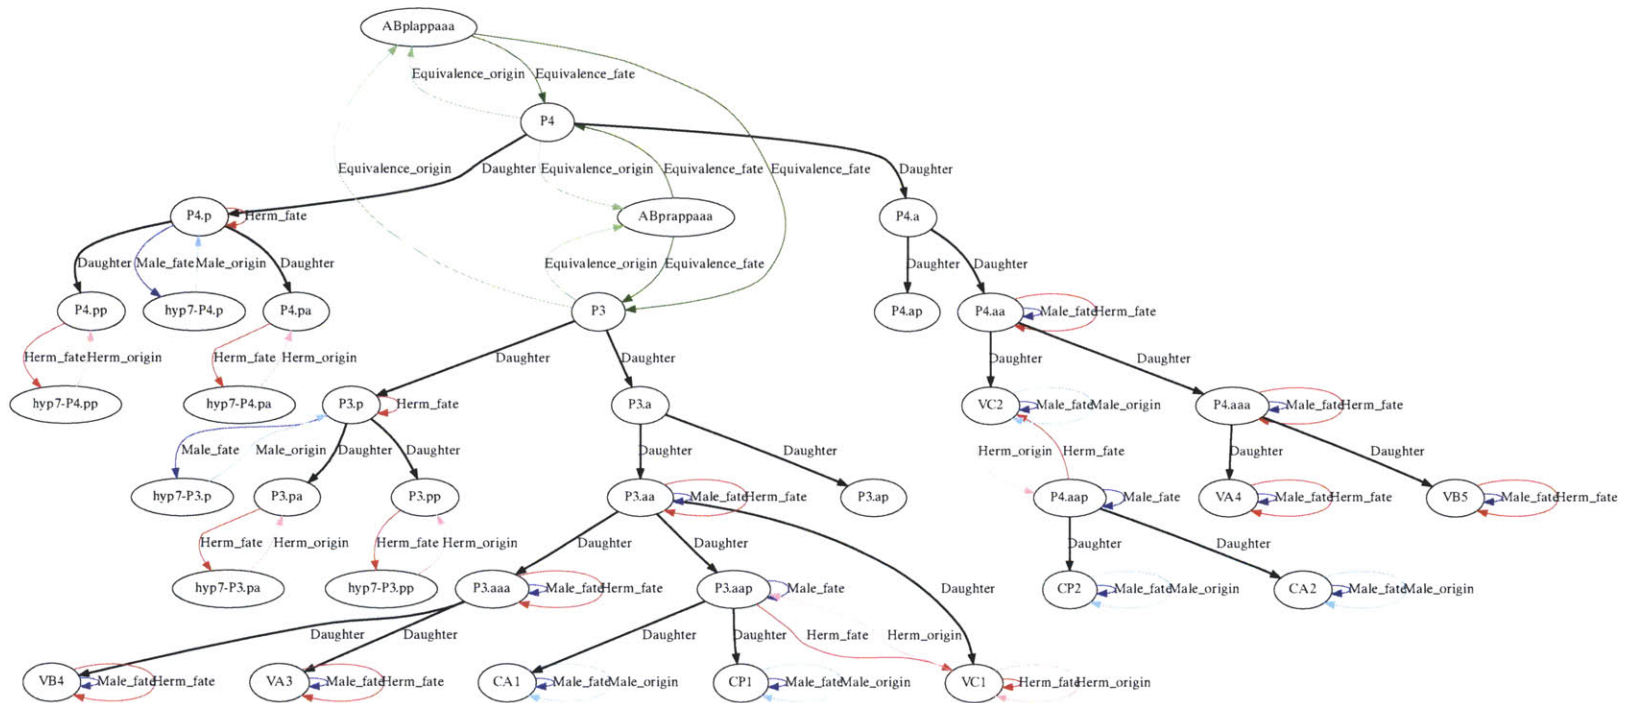 ABplappaaa
Equivalence_origin Equivalence_fate
P4
Equivalence_origin Daughter Equivalence_origin Equivalence_fate Equivalence_fate Daughter
P4.p Herm_fate ABprappaaa P4.a
Daughter Male_fate Male_origin Daughter Equivalence_origin Equivalence_fate Daughter Daughter
P4.pp hyp7-P4.p P4.pa P3 P4.ap P4.aa Male_fate Herm_fate
Herm_fate Herm_origin Herm_fate Herm_origin Daughter Daughter Daughter Daughter
hyp7-P4.pp hyp7-P4.pa P3.p Herm_fate P3.a VC2 Male_fate Male_origin P4.aaa Male_fate Herm_fate
Male_fate Male_origin Daughter Daughter Daughter Daughter Herm_origin Herm_fate Daughter Daughter
hyp7-P3.p P3.pa P3.pp P3.aa Male_fate Herm_fate P3.ap P4.aap Male_fate VA4 Male_fate Herm_fate VB5 Male_fate Herm_fate
Herm_fate Herm_origin Herm_fate Herm_origin Daughter Daughter Daughter Daughter
hyp7-P3.pa hyp7-P3.pp P3.aaa Male_fate Herm_fate P3.aap Male_fate Daughter CP2 Male_fate Male_origin CA2 Male_fate Male_origin
Daughter Daughter Daughter Daughter Herm_fate Herm_origin
VB4 Male_fate Herm_fate VA3 Male_fate Herm_fate CA1 Male_fate Male_origin CP1 Male_fate Male_origin VC1 Herm_fate Herm_origin